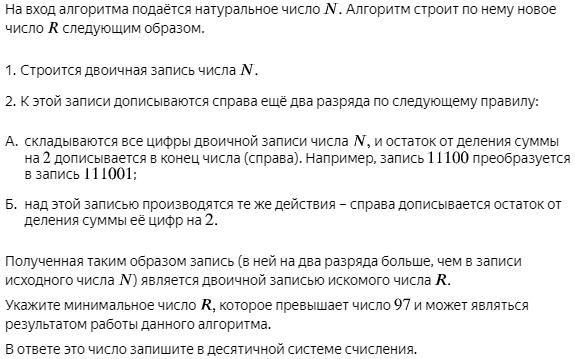 На вход алгоритма подаётся натуральное число N. Алгоритм строит по нему новое
число R следующим образом.
1. Строится двоичная запись числа N.
2. К этой записи дописываются справа ещё два разряда по следующему правилу:
А. складываются все цифры двоичной записи числа N, и остаток от деления суммы
на 2 дописывается в конец числа (справа). Например, запись 11100 преобразуется
в запись 111001;
Б. над этой записью производятся те же действия – справа дописывается остаток от
деления суммы её цифр на 2.
Полученная таким образом запись (в ней на два разряда больше, чем в записи
исходного числа N) является двоичной записью искомого числа R.
Укажите минимальное число R, которое превышает число 97 и может являться
результатом работы данного алгоритма.
В ответе это число запишите в десятичной системе счисления.